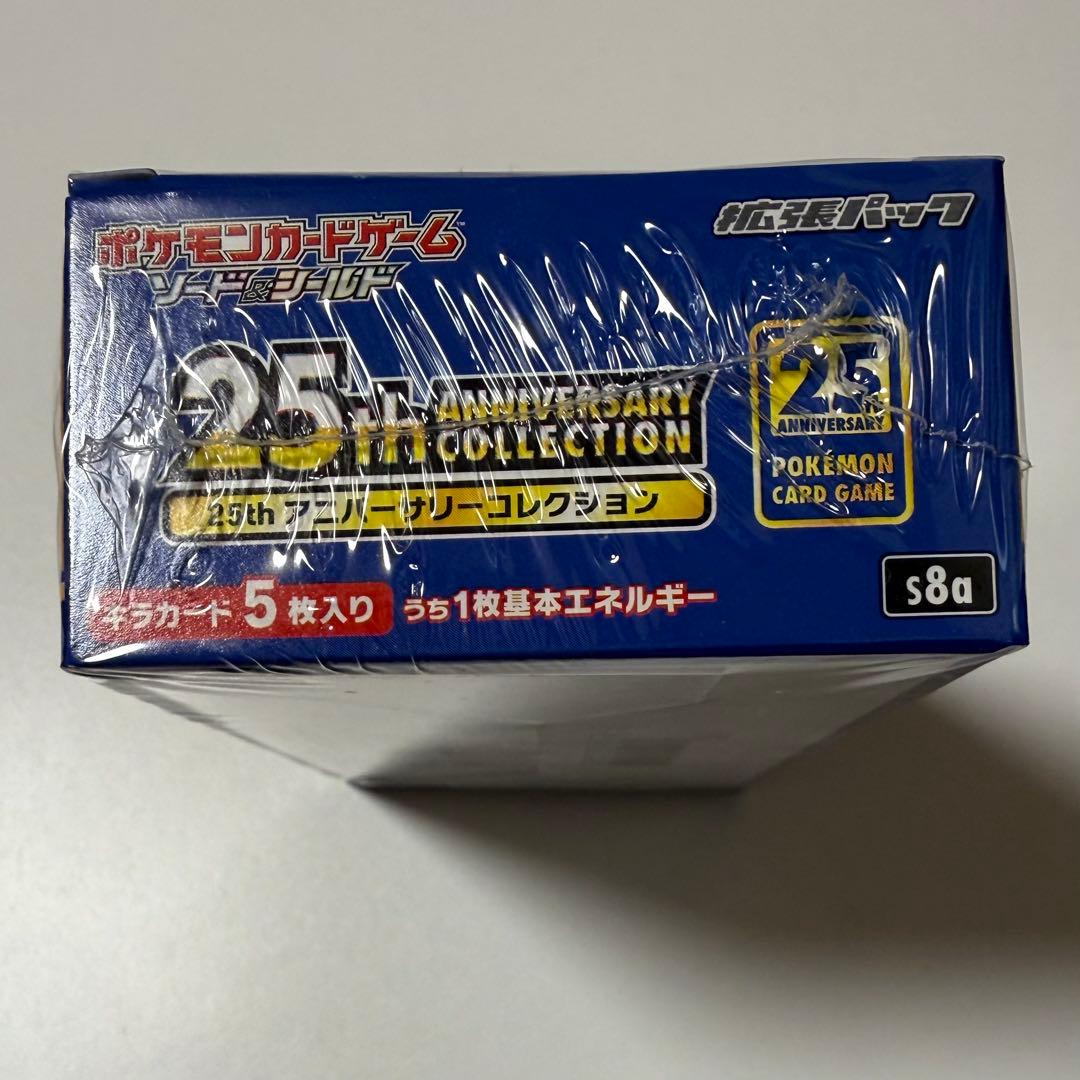 ポケモンカードゲーム™
ソード&シールド
拡張パック
25th ANNIVERSARY
COLLECTION
25th アニバーサリーコレクション
25th
ANNIVERSARY
POKÉMON
CARD GAME
キラカード 5 枚入り うち1枚基本エネルギー
s8a